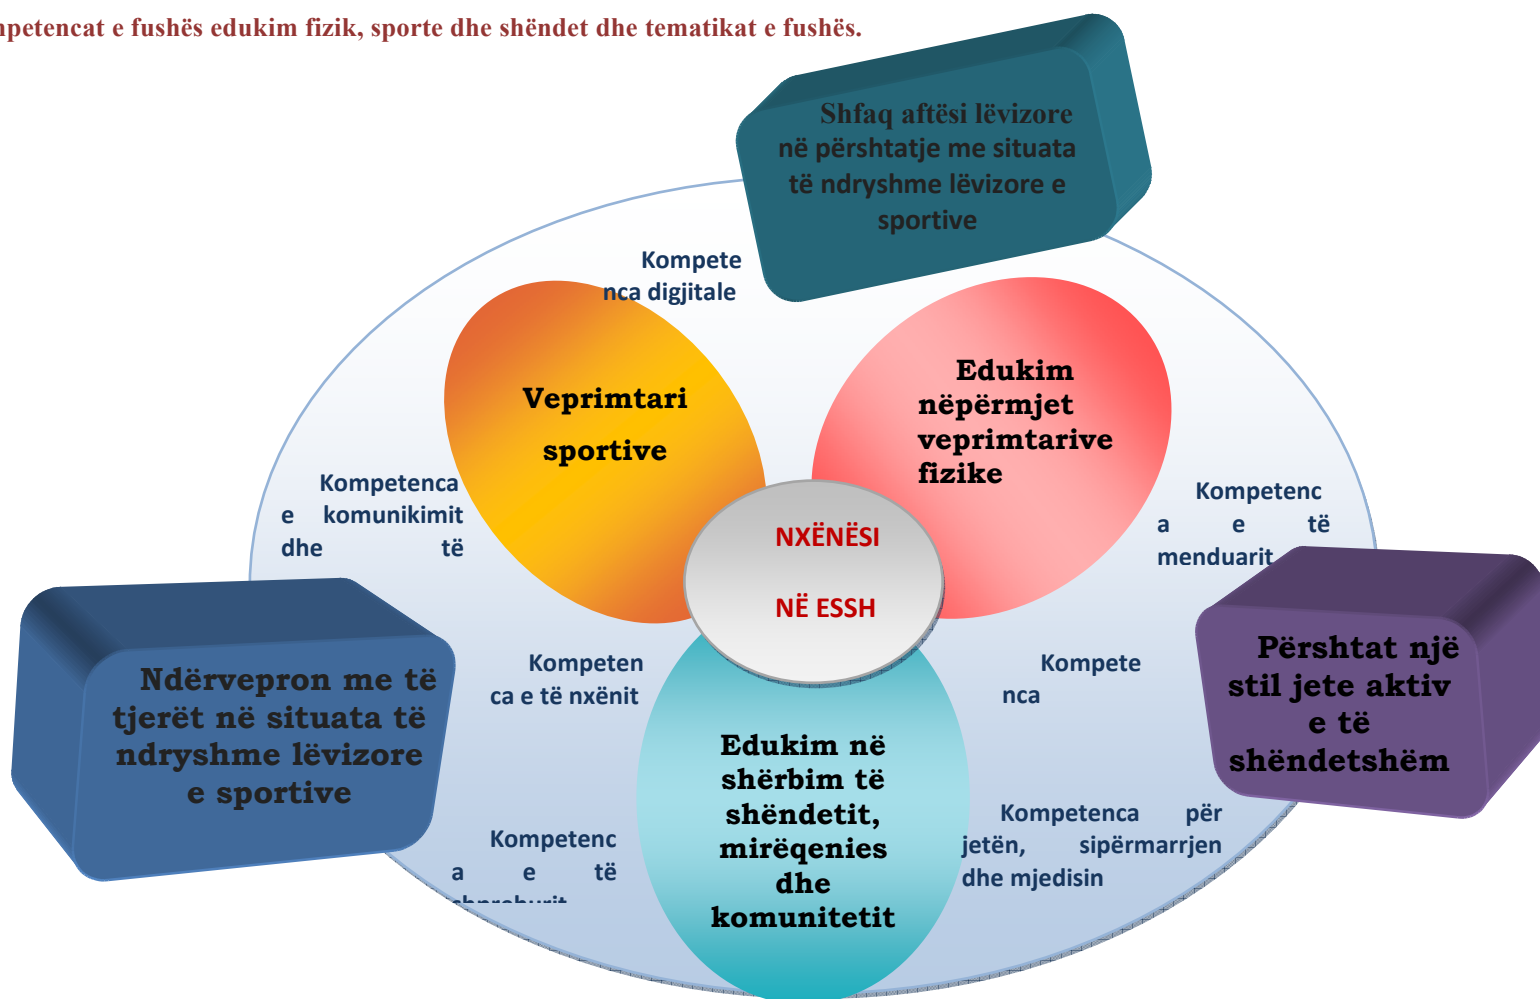 petencat e fushës edukim fizik, sporte dhe shëndet dhe tematikat e fushës.
Shfaq aftësi lëvizore
në përshtatje me situata
të ndryshme lëvizore e
sportive
Kompete
nca digjitale
Veprimtari
sportive
Edukim
nëpërmjet
veprimtarive
fizike
Kompetenca
e komunikimit
dhe të
Kompetenc
a e të
menduarit
NXËNËSI
NË ESSH
Ndërvepron me të
tjerët në situata të
ndryshme lëvizore
e sportive
Kompeten
ca e të nxënit
Kompete
nca
Përshtat një
stil jete aktiv
e të
shëndetshëm
Edukim në
shërbim të
shëndetit,
mirëqenies
dhe
komunitetit
Kompetenc
a e të
Kompetenca për
jetën, sipërmarrjen
dhe mjedisin